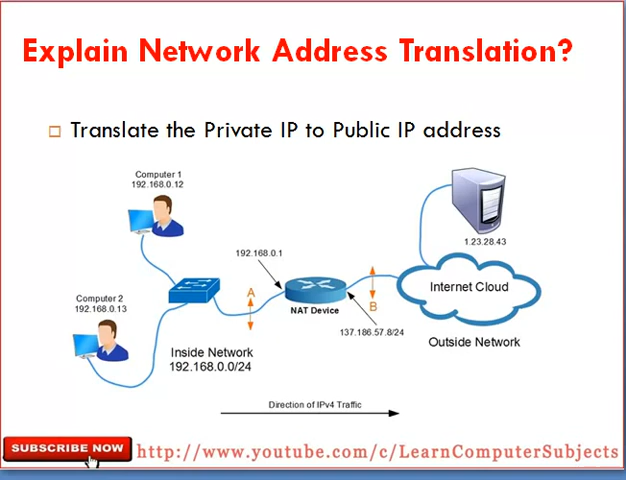 Explain Network Address Translation?
Translate the Private IP to Public IP address
Computer 1
192.168.0.12
1.23.28.43
192.168.0.1
A
B
Internet Cloud
NAT Device
Computer 2
192.168.0.13
137.186.57.8/24
Outside Network
Inside Network
192.168.0.0/24
Direction of IPv4 Traffic
SUBSCRIBE NOW
http://www.youtube.com/c/LearnComputerSubjects